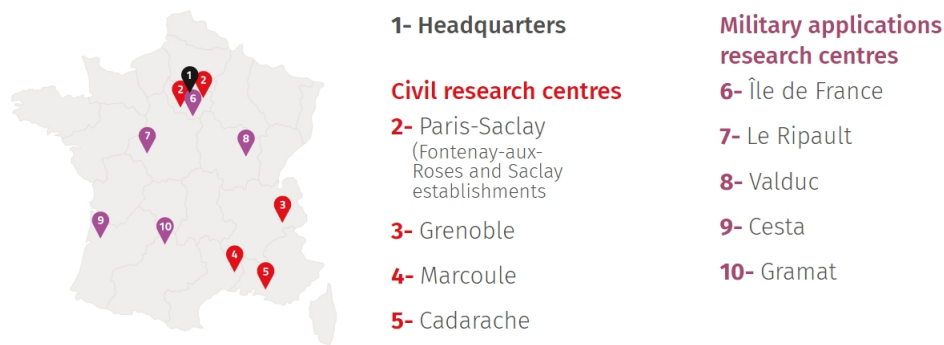 1
2
2
6
7
8
3
9
10
4
5
1- Headquarters
Civil research centres
2- Paris-Saclay
(Fontenay-aux-
Roses and Saclay
establishments
3- Grenoble
4- Marcoule
5- Cadarache
Military applications
research centres
6- Île de France
7- Le Ripault
8- Valduc
9- Cesta
10- Gramat